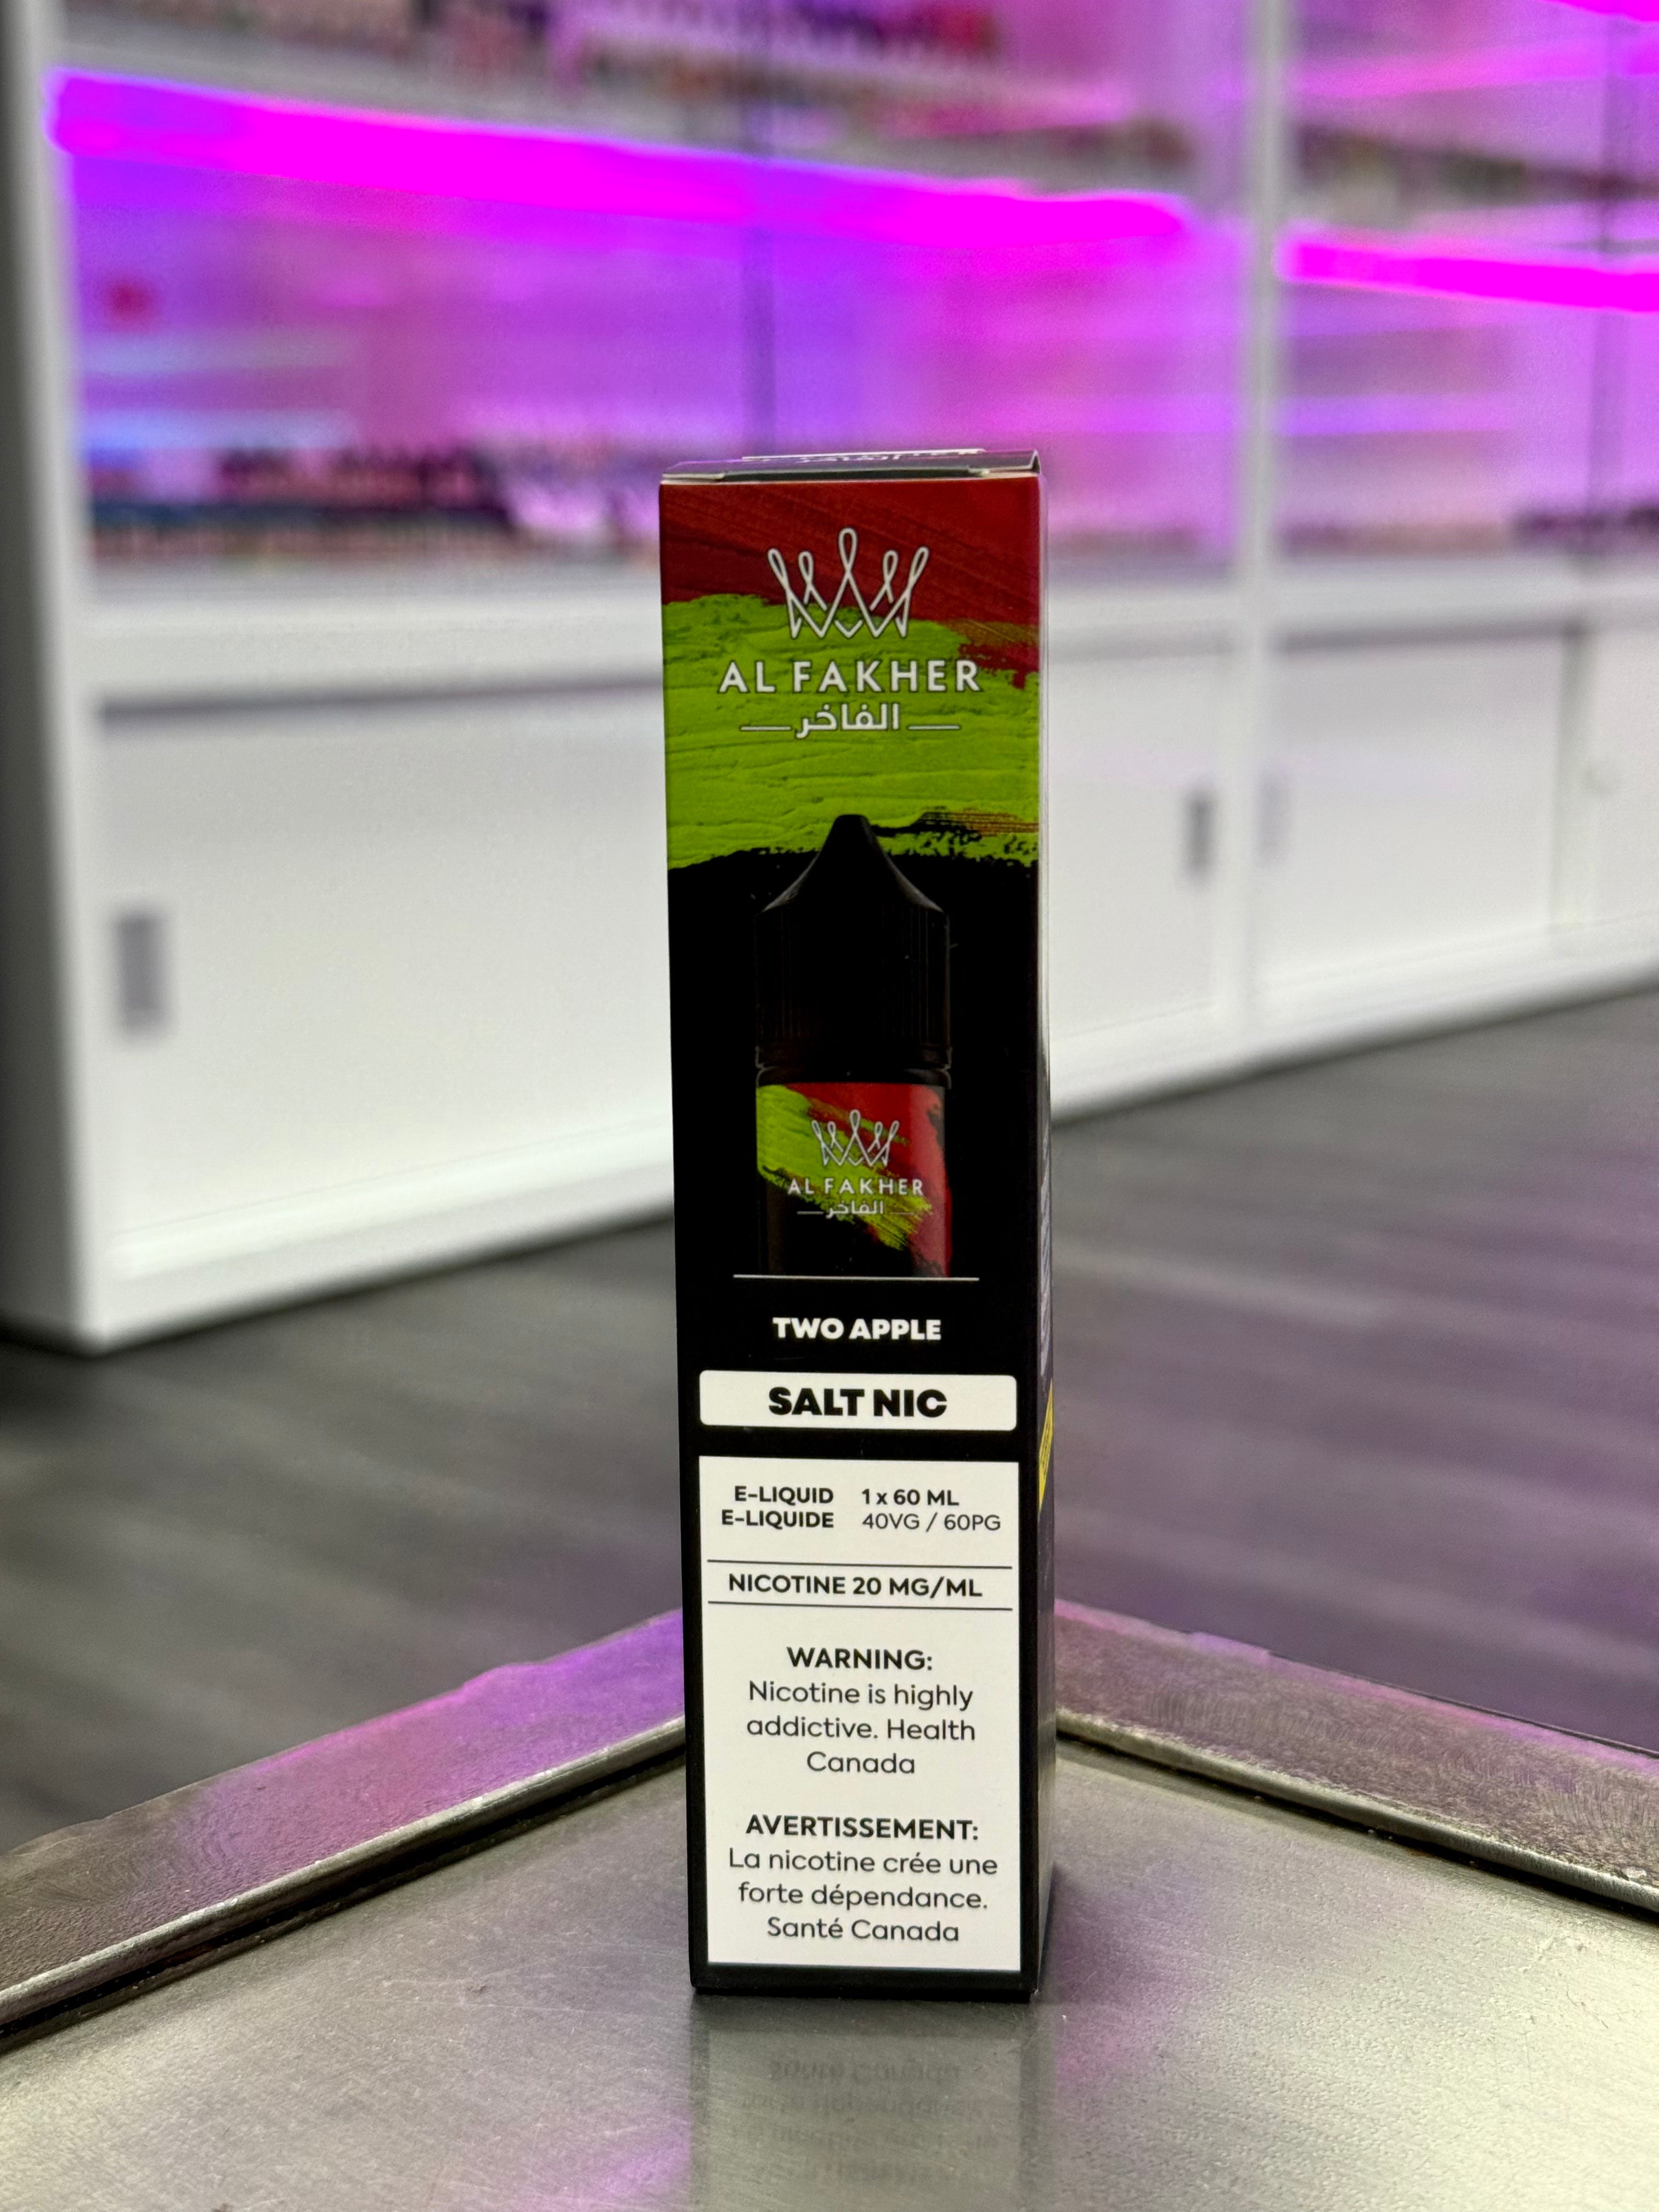 AL FAKHER
الفاخر
AL FAKHER
الفاخر
TWO APPLE
SALT NIC
E-LIQUID 1 x 60 ML
E-LIQUIDE 40VG / 60PG
NICOTINE 20 MG/ML
WARNING:
Nicotine is highly
addictive. Health
Canada
AVERTISSEMENT:
La nicotine crée une
forte dépendance.
Santé Canada